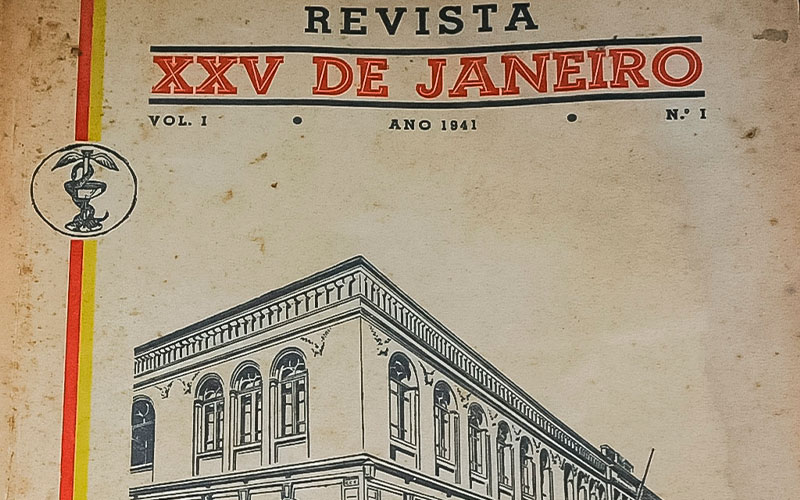 REVISTA
XXV DE JANEIRO
VOL. I • ANO 1941 • N.º I